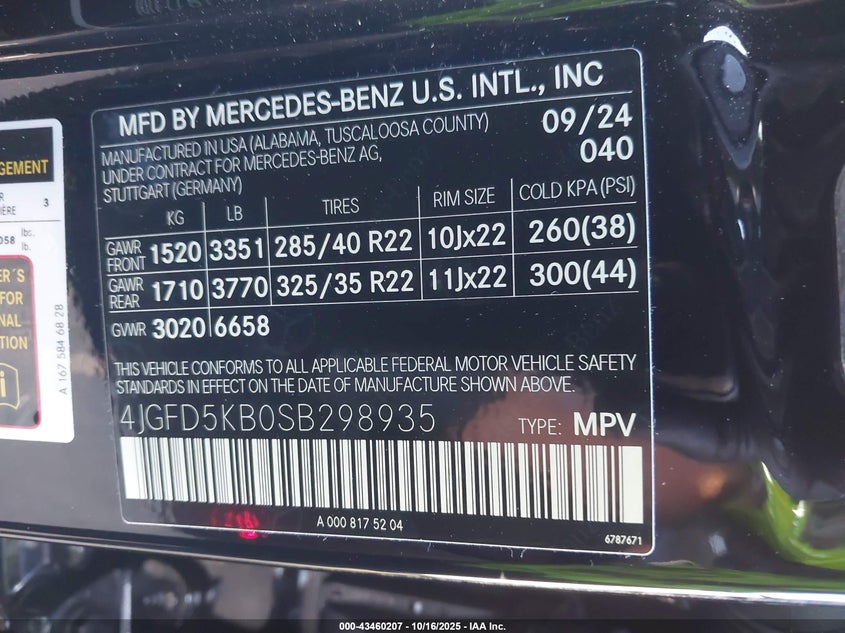 MFD BY MERCEDES-BENZ U.S. INTL., INC
MANUFACTURED IN USA (ALABAMA, TUSCALOOSA COUNTY)
UNDER CONTRACT FOR MERCEDES-BENZ AG,
STUTTGART (GERMANY)
09/24
040
KG LB TIRES RIM SIZE COLD KPA (PSI)
GAWR FRONT 1520 3351 285/40 R22 10Jx22 260(38)
GAWR REAR 1710 3770 325/35 R22 11Jx22 300(44)
GVWR 3020 6658
THIS VEHICLE CONFORMS TO ALL APPLICABLE FEDERAL MOTOR VEHICLE SAFETY
STANDARDS IN EFFECT ON THE DATE OF MANUFACTURE SHOWN ABOVE.
4JGFD5KB0SB298935
TYPE: MPV
A 000 817 52 04
6787671
3
lbs.
lb.
FOR
A 167 584 68 28
000-43460207 - 10/16/2025 - IAA Inc.